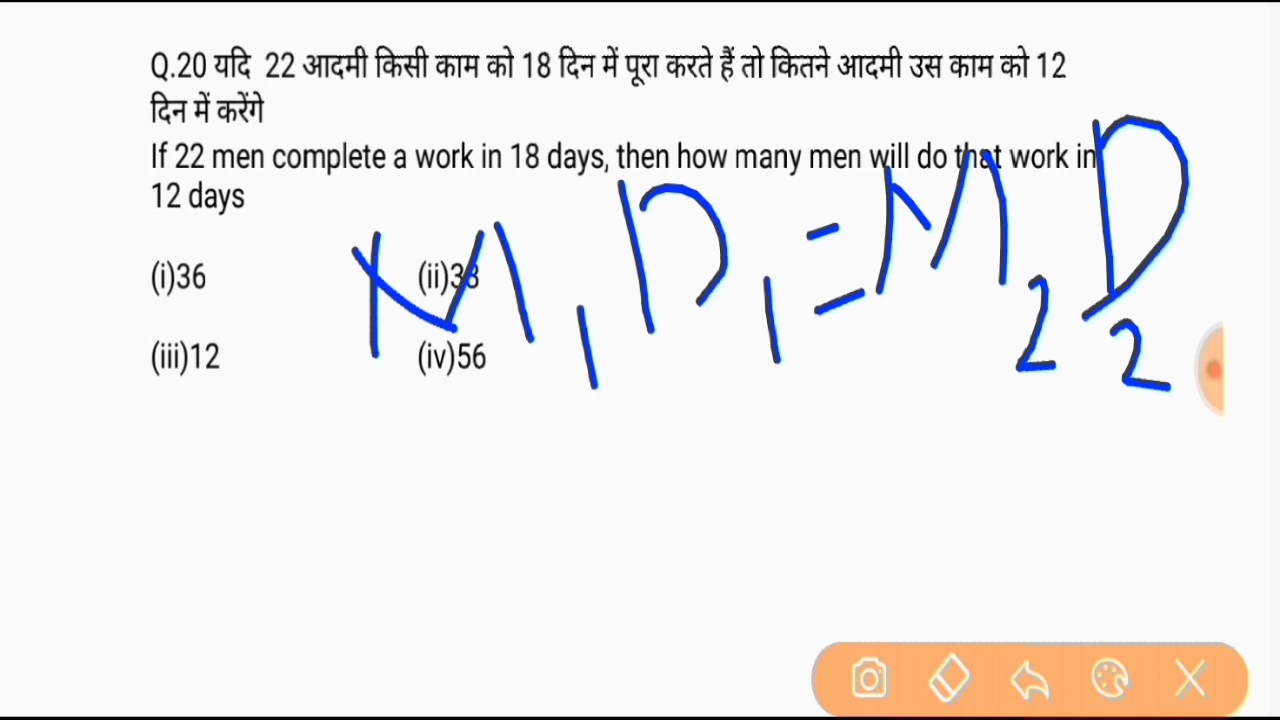 Q.20 यदि 22 आदमी किसी काम को 18 दिन में पूरा करते हैं तो कितने आदमी उस काम को 12
दिन में करेंगे
If 22 men complete a work in 18 days, then how many men will do that work in
12 days
(i)36 (ii)33
(iii)12 (iv)56
M₁D₁=M₂D₂